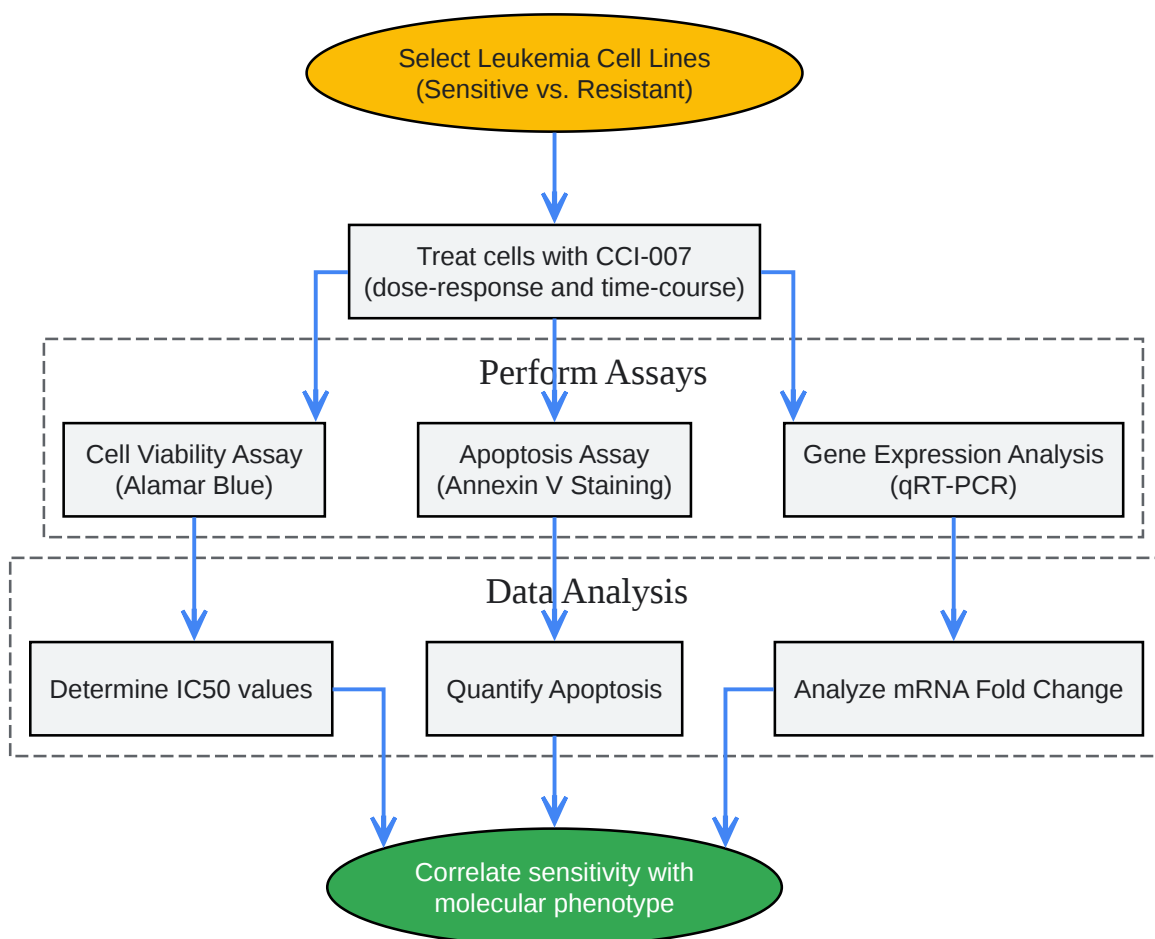 Select Leukemia Cell Lines
(Sensitive vs. Resistant)
Treat cells with CCI-007
(dose-response and time-course)
Perform Assays
Cell Viability Assay
(Alamar Blue)
Apoptosis Assay
(Annexin V Staining)
Gene Expression Analysis
(qRT-PCR)
Data Analysis
Determine IC50 values
Quantify Apoptosis
Analyze mRNA Fold Change
Correlate sensitivity with
molecular phenotype